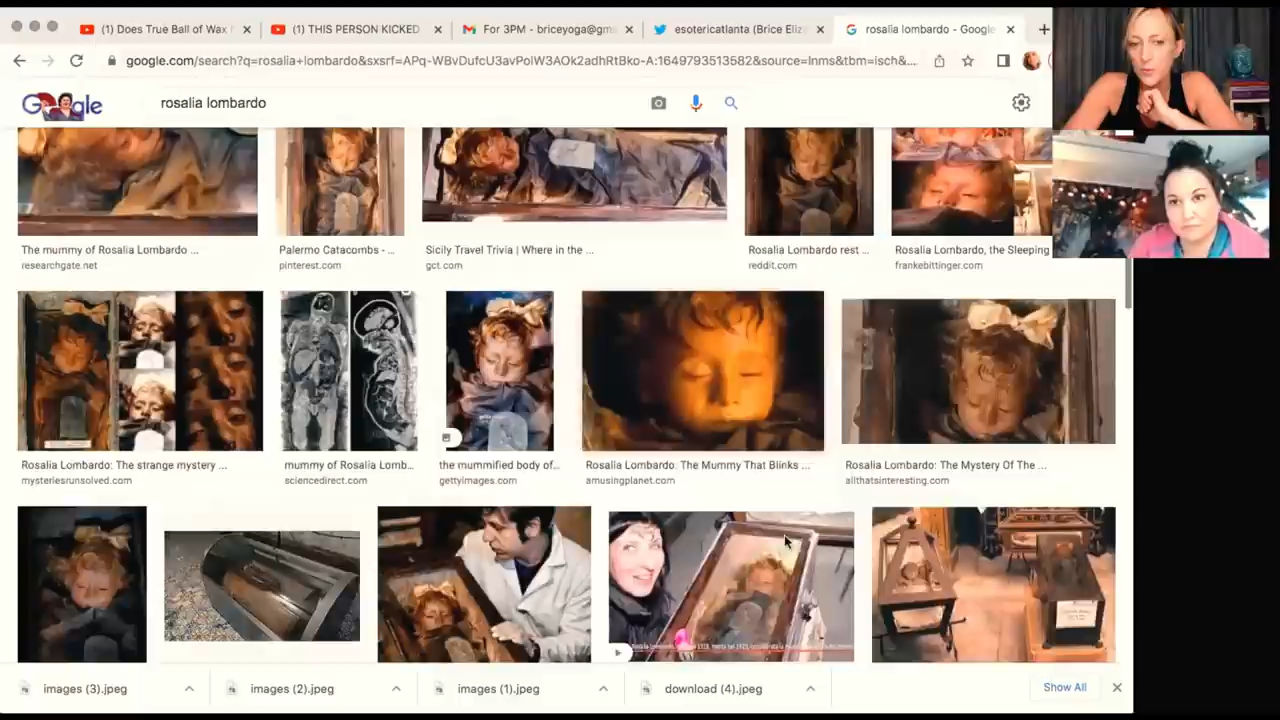 (1) Does True Ball of Wax
(1) THIS PERSON KICKED
For 3PM - briceyoga@gm
esotericatlanta (Brice Eliz
rosalia lombardo - Google
google.com/search?q=rosalia+lombardo&sxsrf=APq-WBvDufcU3avPolW3AOk2adhRtBko-A:1649793513582&source=lnms&tbm=isch&...
Google
rosalia lombardo
The mummy of Rosalia Lombardo ...
researchgate.net
Palermo Catacombs - ...
pinterest.com
Sicily Travel Trivia | Where in the ...
gct.com
Rosalia Lombardo rest ...
reddit.com
Rosalia Lombardo, the Sleeping
frankebittinger.com
Rosalia Lombardo: The strange mystery ...
mysteriesrunsolved.com
mummy of Rosalia Lomb...
sciencedirect.com
the mummified body of...
gettyimages.com
Rosalia Lombardo: The Mummy That Blinks ...
amusingplanet.com
Rosalia Lombardo: The Mystery Of The ...
allthatsinteresting.com
images (3).jpeg
images (2).jpeg
images (1).jpeg
download (4).jpeg
Show All